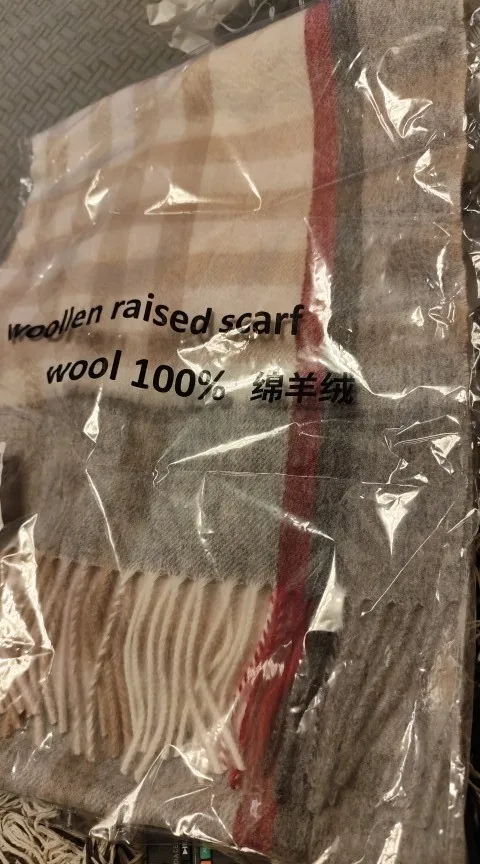 woollen raised scarf
wool 100% 绵羊绒